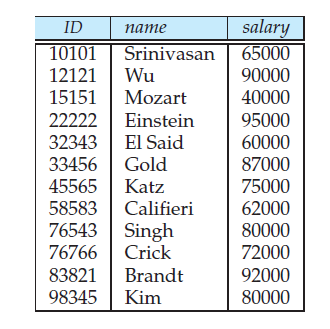 ID name salary
10101 Srinivasan 65000
12121 Wu 90000
15151 Mozart 40000
22222 Einstein 95000
32343 El Said 60000
33456 Gold 87000
45565 Katz 75000
58583 Califieri 62000
76543 Singh 80000
76766 Crick 72000
83821 Brandt 92000
98345 Kim 80000